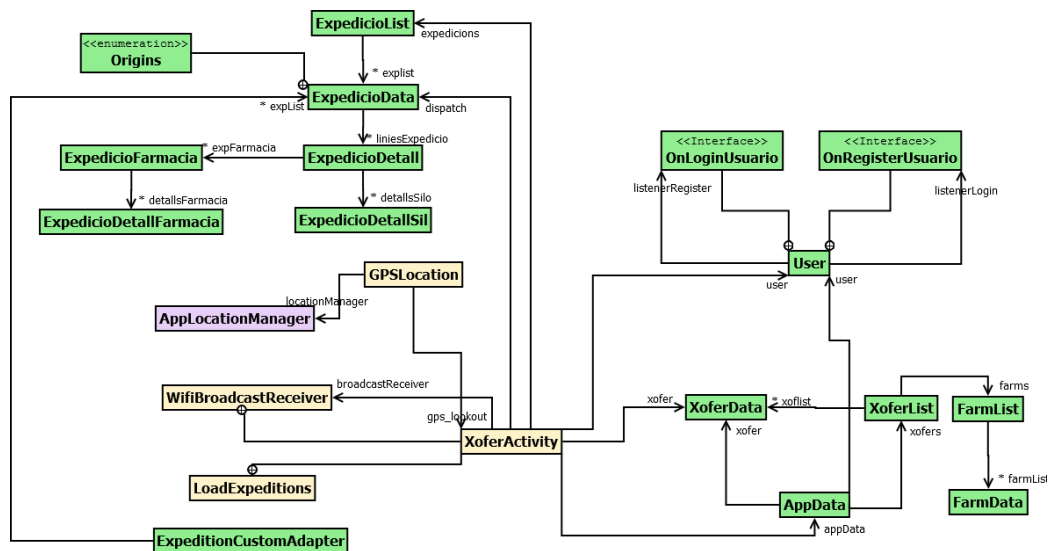 ExpedicioList
expedicions
<<enumeration>>
Origins
* explist
ExpedicioData
* expList
dispatch
* liniesExpedicio
ExpedicioFarmacia
* expFarmacia
ExpedicioDetall
<<Interface>>
OnLoginUsuario
<<Interface>>
OnRegisterUsuario
listenerRegister
listenerLogin
* detallsFarmacia
* detallsSilo
ExpedicioDetallFarmacia
ExpedicioDetallSil
User
user
user
GPSLocation
locationManager
AppLocationManager
broadcastReceiver
WifiBroadcastReceiver
gps_lookout
XoferActivity
xofer
XoferData
* xoflist
XoferList
farms
FarmList
xofer
xofers
LoadExpeditions
* farmList
AppData
FarmData
appData
ExpeditionCustomAdapter